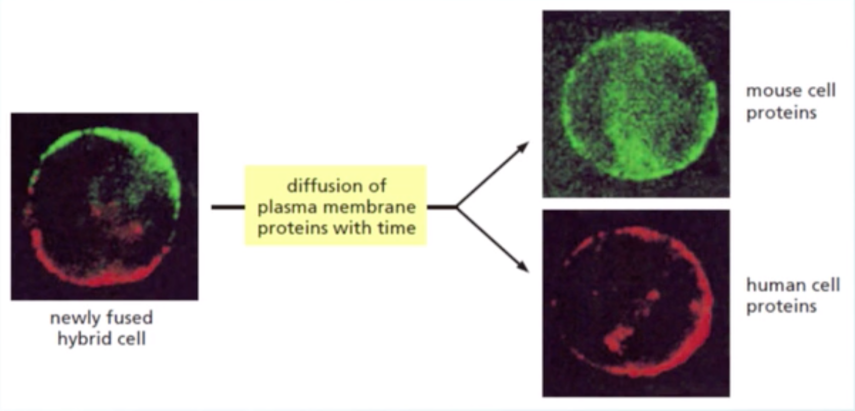 newly fused
hybrid cell
diffusion of
plasma membrane
proteins with time
mouse cell
proteins
human cell
proteins